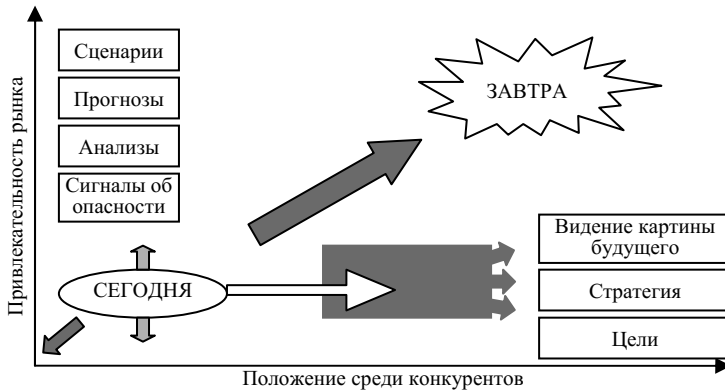 Сценарии
Прогнозы
Анализы
Сигналы об
опасности
ЗАВТРА
Привлекательность рынка
СЕГОДНЯ
Видение картины
будущего
Стратегия
Цели
Положение среди конкурентов